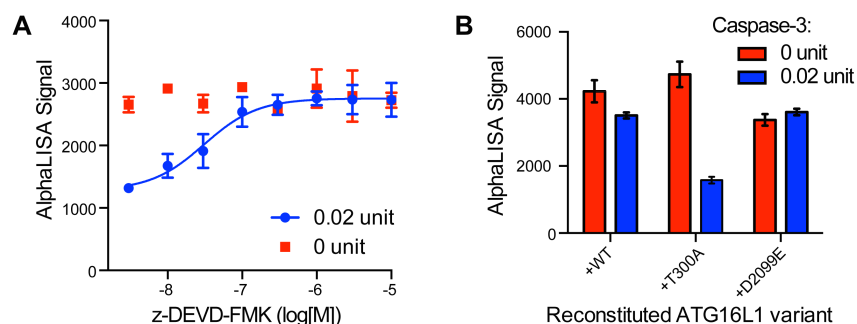 A
AlphaLISA Signal
4000
3000
2000
1000
0
-8
-7
-6
-5
z-DEVD-FMK (log[M])
0.02 unit
0 unit
B
Caspase-3:
0 unit
0.02 unit
AlphaLISA Signal
6000
4000
2000
0
+WT
+T300A
+D2099E
Reconstituted ATG16L1 variant